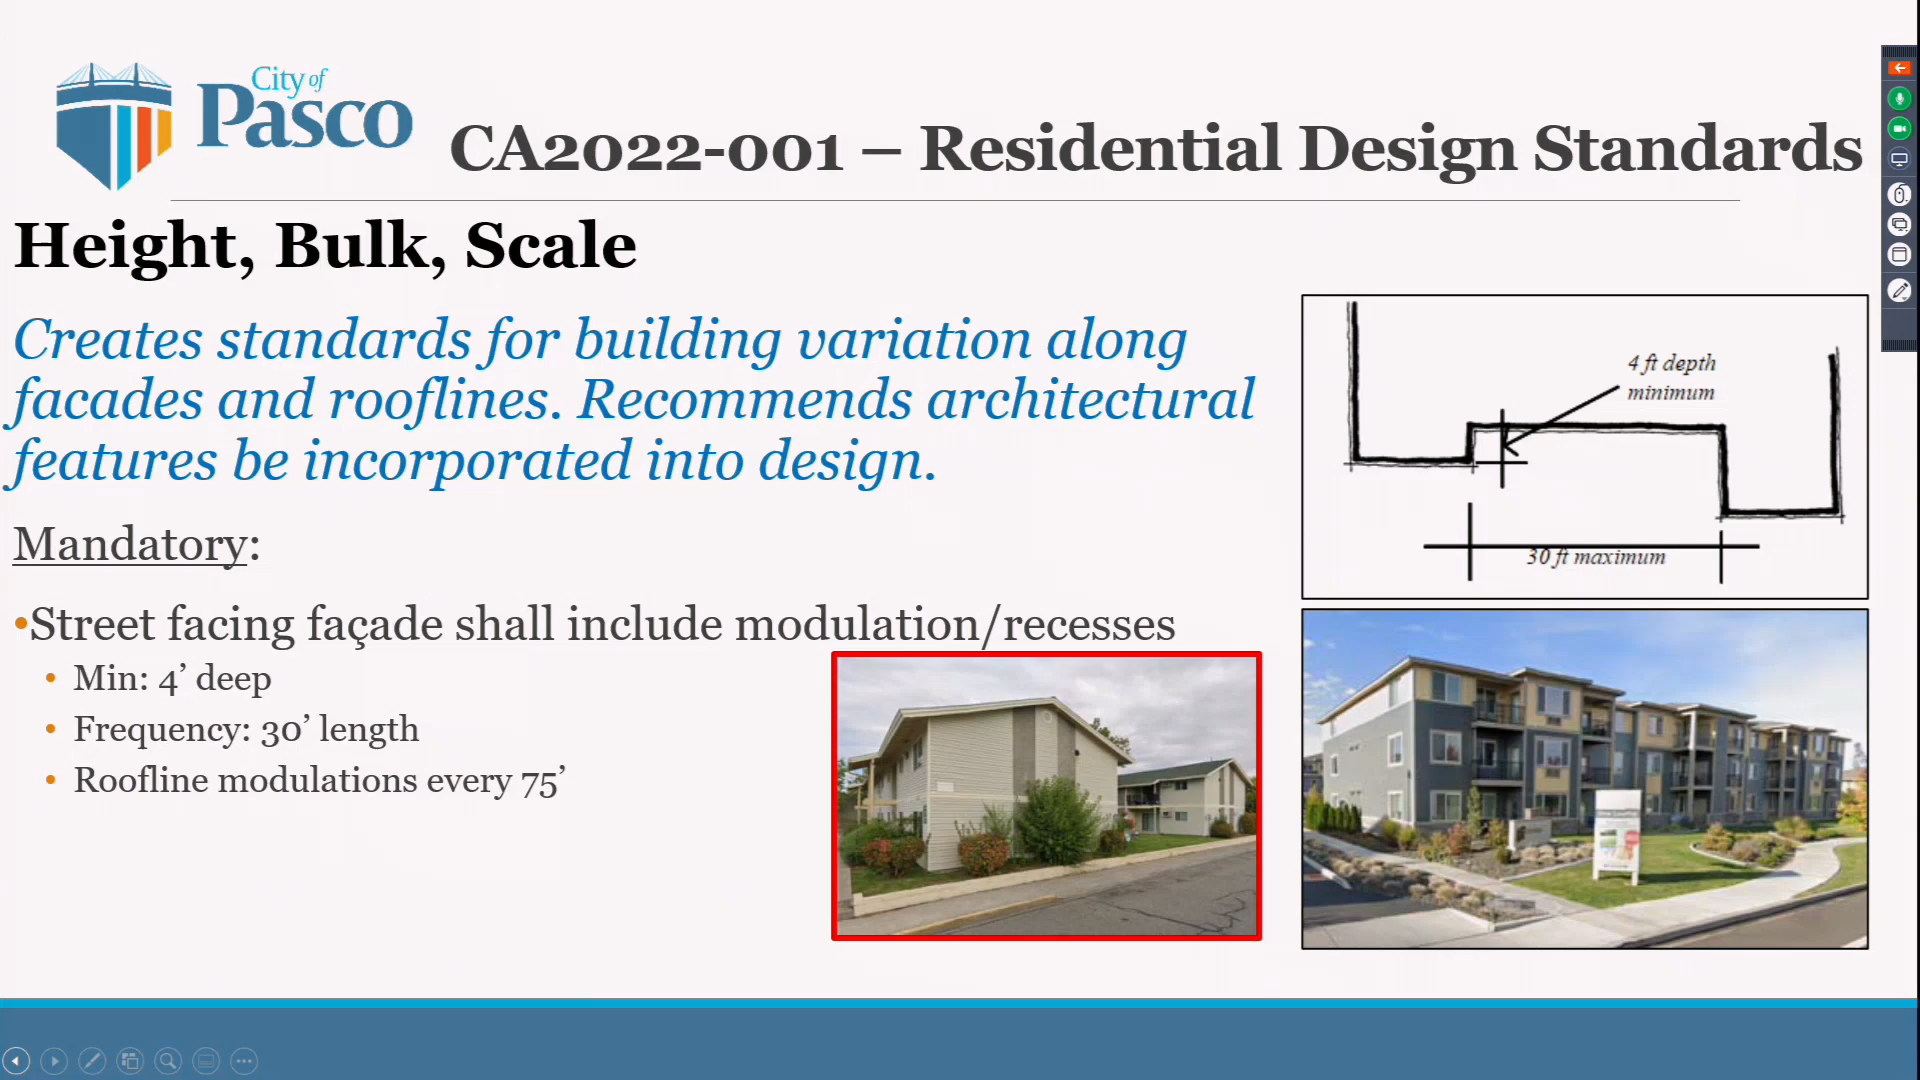 City of
Pasco
CA2022-001 – Residential Design Standards
Height, Bulk, Scale
Creates standards for building variation along
facades and rooflines. Recommends architectural
features be incorporated into design.
Mandatory:
•Street facing façade shall include modulation/recesses
• Min: 4’ deep
• Frequency: 30’ length
• Roofline modulations every 75’
4 ft depth
minimum
30 ft maximum